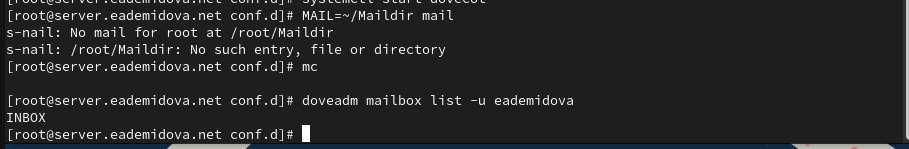 [root@server.eademidova.net conf.d]# systemctl start dovecot
[root@server.eademidova.net conf.d]# MAIL=~/Maildir mail
s-nail: No mail for root at /root/Maildir
s-nail: /root/Maildir: No such entry, file or directory
[root@server.eademidova.net conf.d]# mc
[root@server.eademidova.net conf.d]# doveadm mailbox list -u eademidova
INBOX
[root@server.eademidova.net conf.d]#